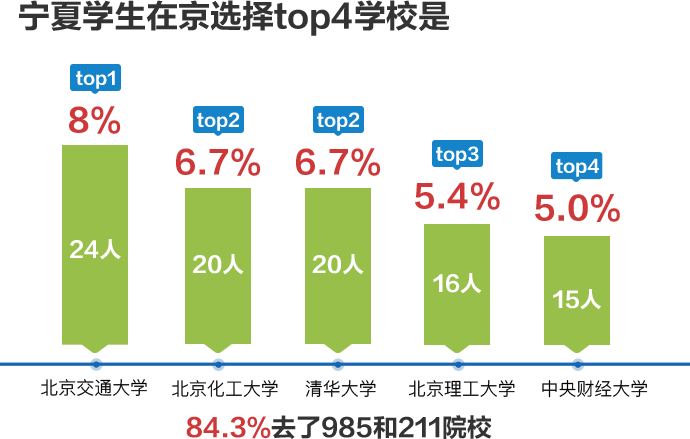 宁夏学生在京选择top4学校是
top1
8%
24人
北京交通大学
top2
6.7%
20人
北京化工大学
top2
6.7%
20人
清华大学
top3
5.4%
16人
北京理工大学
top4
5.0%
15人
中央财经大学
84.3%去了985和211院校